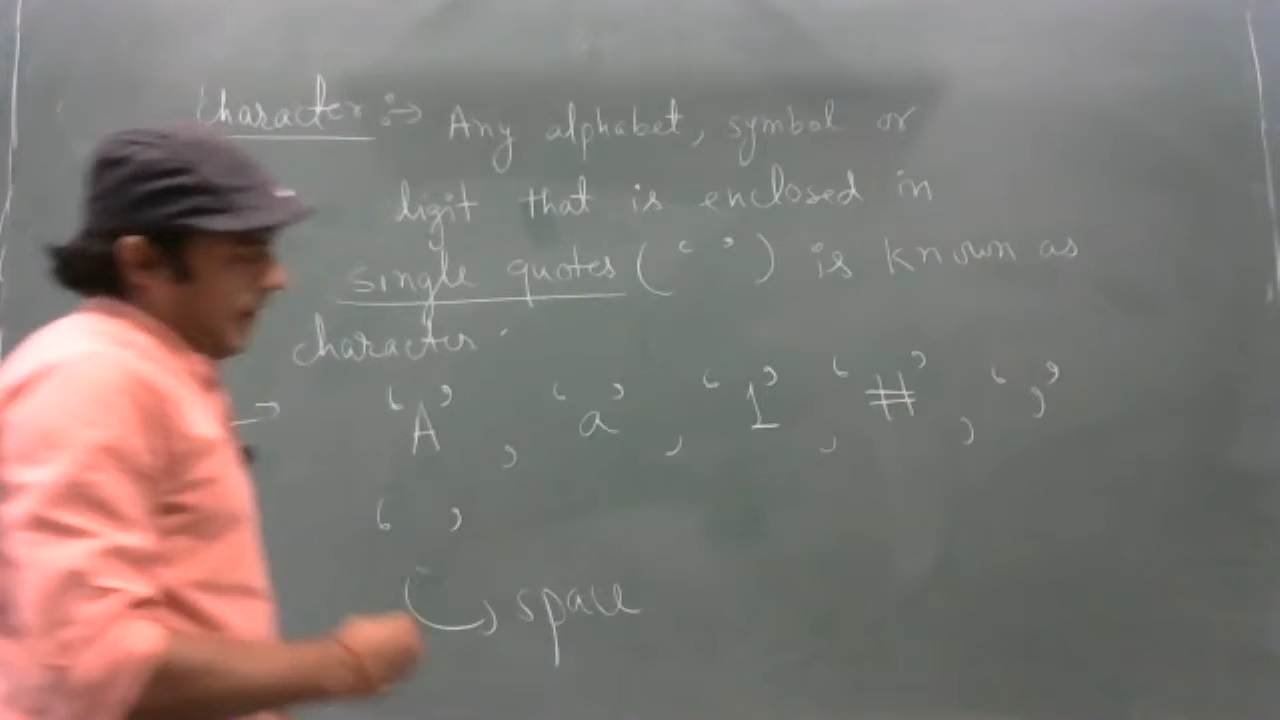 Character :→ Any alphabet, symbol or
digit that is enclosed in
single quotes (‘ ’) is known as
character.
→ ‘A’, ‘a’, ‘1’, ‘#’, ‘,’
‘ ’
space